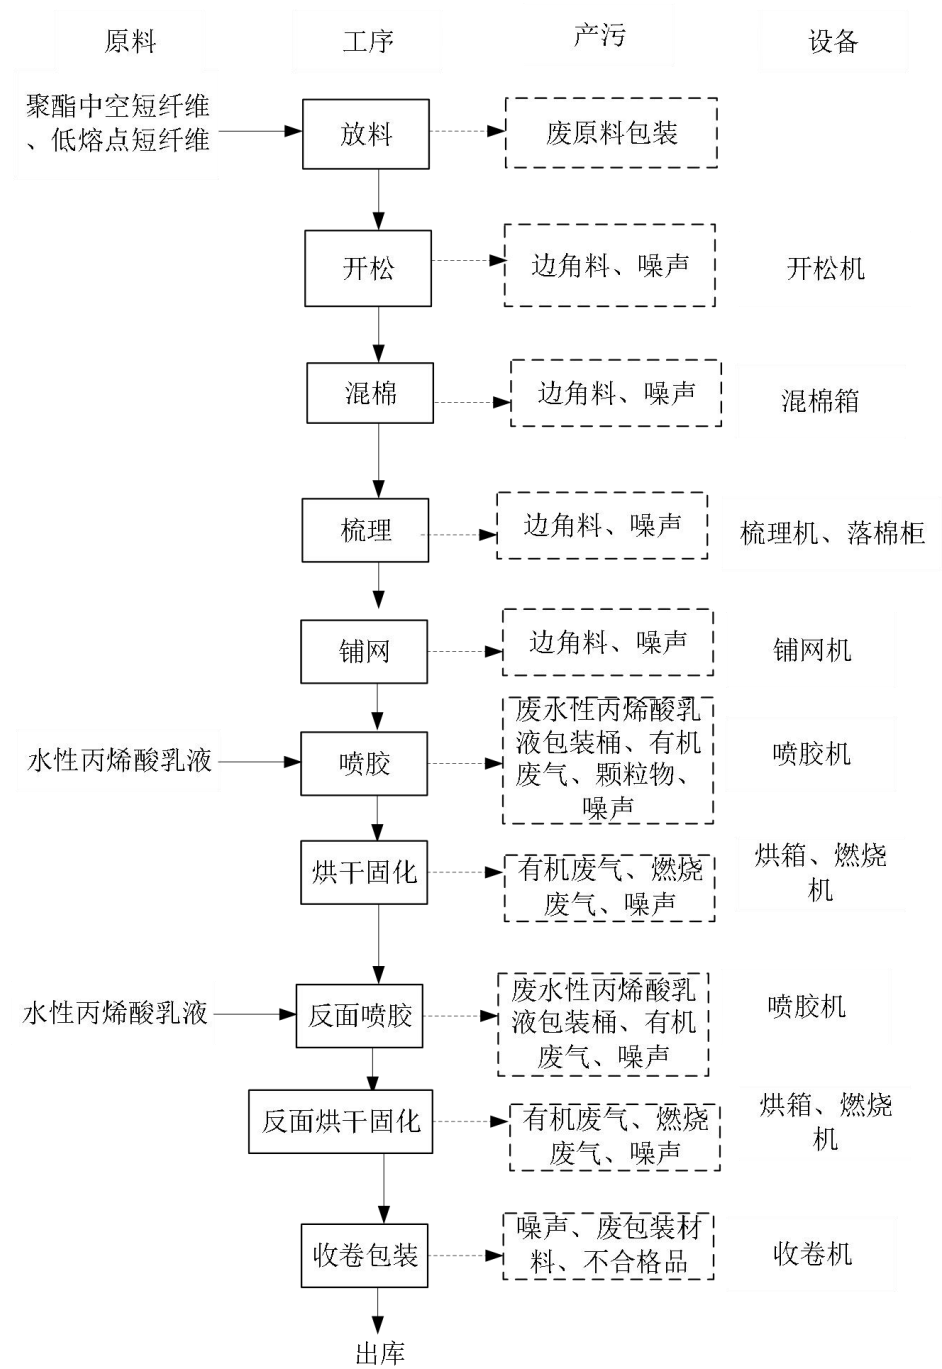 原料
工序
产污
设备
聚酯中空短纤维
、低熔点短纤维
放料
废原料包装
开松
边角料、噪声
开松机
混棉
边角料、噪声
混棉箱
梳理
边角料、噪声
梳理机、落棉柜
铺网
边角料、噪声
铺网机
水性丙烯酸乳液
喷胶
废水性丙烯酸乳
液包装桶、有机
废气、颗粒物、
噪声
喷胶机
烘干固化
有机废气、燃烧
废气、噪声
烘箱、燃烧
机
水性丙烯酸乳液
反面喷胶
废水性丙烯酸乳
液包装桶、有机
废气、噪声
喷胶机
反面烘干固化
有机废气、燃烧
废气、噪声
烘箱、燃烧
机
收卷包装
噪声、废包装材
料、不合格品
收卷机
出库